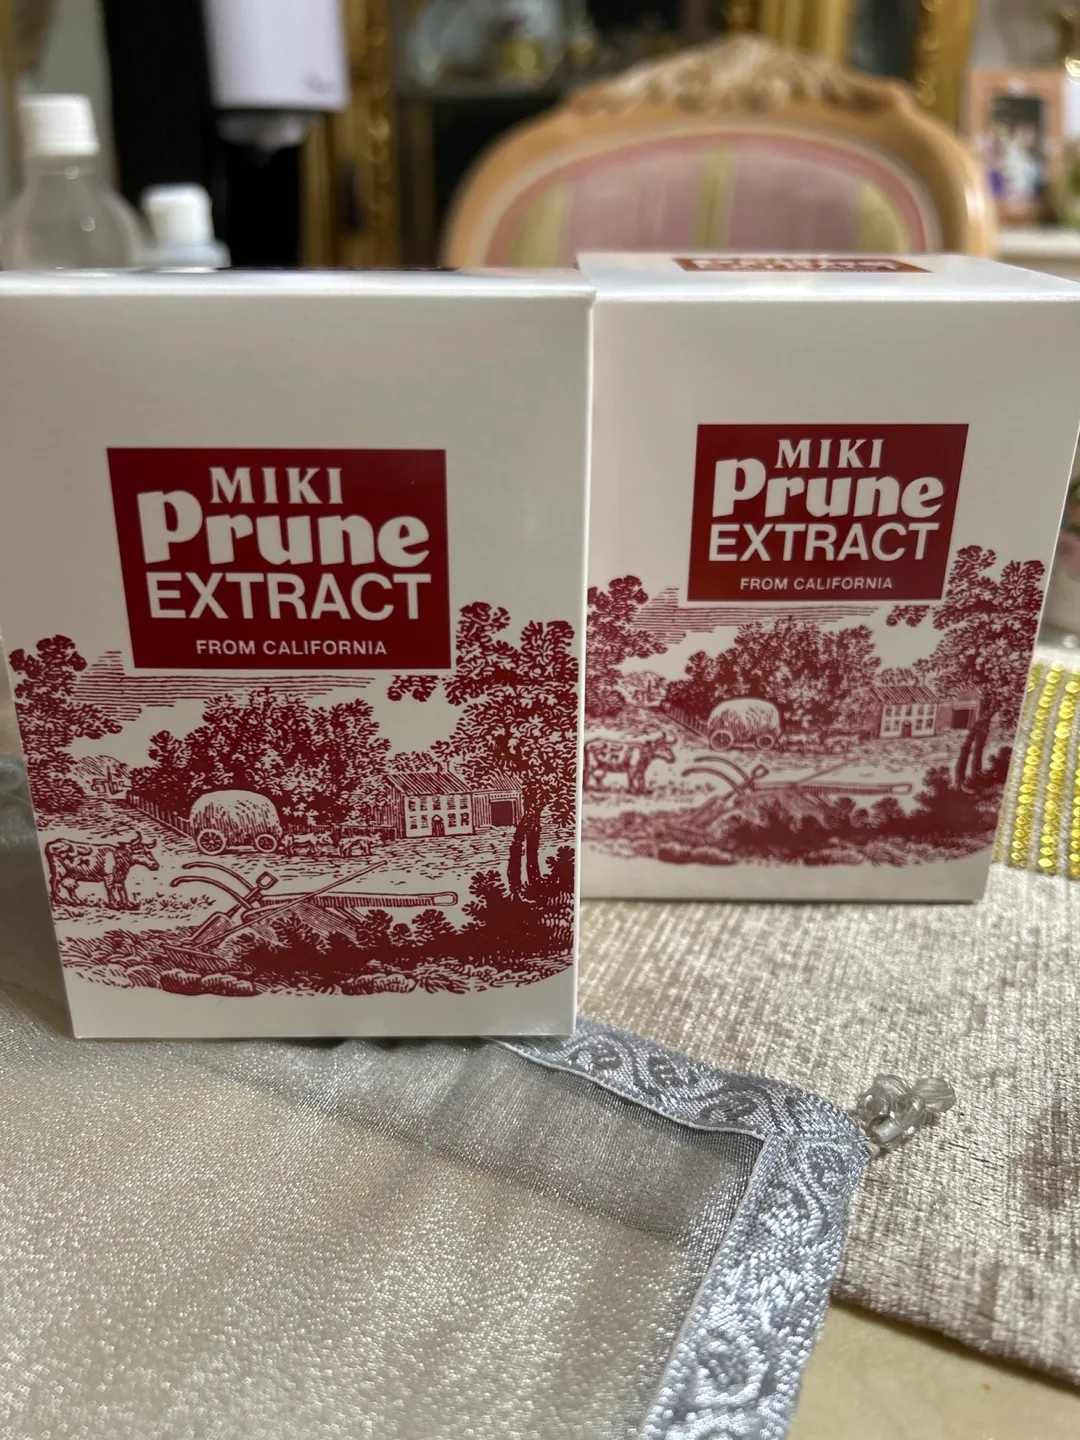 MIKI
Prune
EXTRACT
FROM CALIFORNIA
MIKI
Prune
EXTRACT
FROM CALIFORNIA